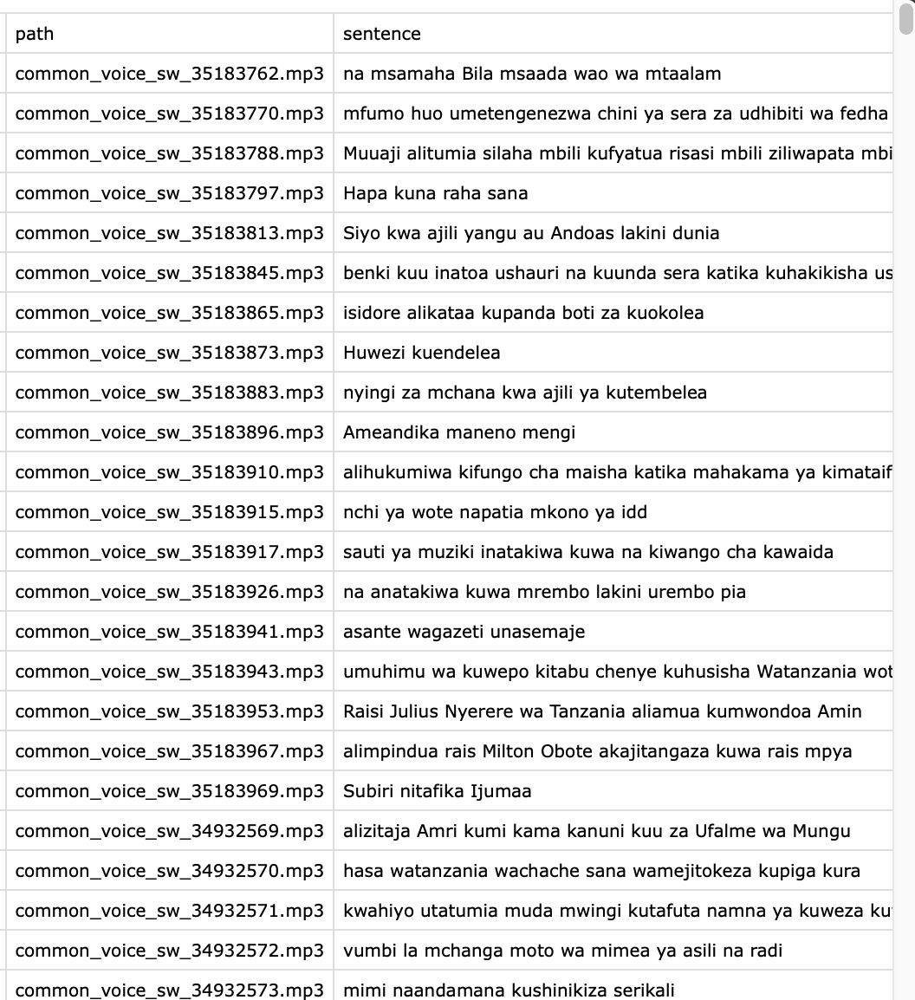 path sentence
common_voice_sw_35183762.mp3 na msamaha Bila msaada wao wa mtaalam
common_voice_sw_35183770.mp3 mfumo huo umetengenezwa chini ya sera za udhibiti wa fedha
common_voice_sw_35183788.mp3 Muuaji alitumia silaha mbili kufyatua risasi mbili ziliwapata mbi
common_voice_sw_35183797.mp3 Hapa kuna raha sana
common_voice_sw_35183813.mp3 Siyo kwa ajili yangu au Andoas lakini dunia
common_voice_sw_35183845.mp3 benki kuu inatoa ushauri na kuunda sera katika kuhakikisha us
common_voice_sw_35183865.mp3 isidore alikataa kupanda boti za kuokolea
common_voice_sw_35183873.mp3 Huwezi kuendelea
common_voice_sw_35183883.mp3 nyingi za mchana kwa ajili ya kutembelea
common_voice_sw_35183896.mp3 Ameandika maneno mengi
common_voice_sw_35183910.mp3 alihukumiwa kifungo cha maisha katika mahakama ya kimataif
common_voice_sw_35183915.mp3 nchi ya wote napatia mkono ya idd
common_voice_sw_35183917.mp3 sauti ya muziki inatakiwa kuwa na kiwango cha kawaida
common_voice_sw_35183926.mp3 na anatakiwa kuwa mrembo lakini urembo pia
common_voice_sw_35183941.mp3 asante wagazeti unasemaje
common_voice_sw_35183943.mp3 umuhimu wa kuwepo kitabu chenye kuhusisha Watanzania wot
common_voice_sw_35183953.mp3 Raisi Julius Nyerere wa Tanzania aliamua kumwondoa Amin
common_voice_sw_35183967.mp3 alimpindua rais Milton Obote akajitangaza kuwa rais mpya
common_voice_sw_35183969.mp3 Subiri nitafika Ijumaa
common_voice_sw_34932569.mp3 alizitaja Amri kumi kama kanuni kuu za Ufalme wa Mungu
common_voice_sw_34932570.mp3 hasa watanzania wachache sana wamejitokeza kupiga kura
common_voice_sw_34932571.mp3 kwahiyo utatumia muda mwingi kutafuta namna ya kuweza ku
common_voice_sw_34932572.mp3 vumbi la mchanga moto wa mimea ya asili na radi
common_voice_sw_34932573.mp3 mimi naandamana kushinikiza serikali